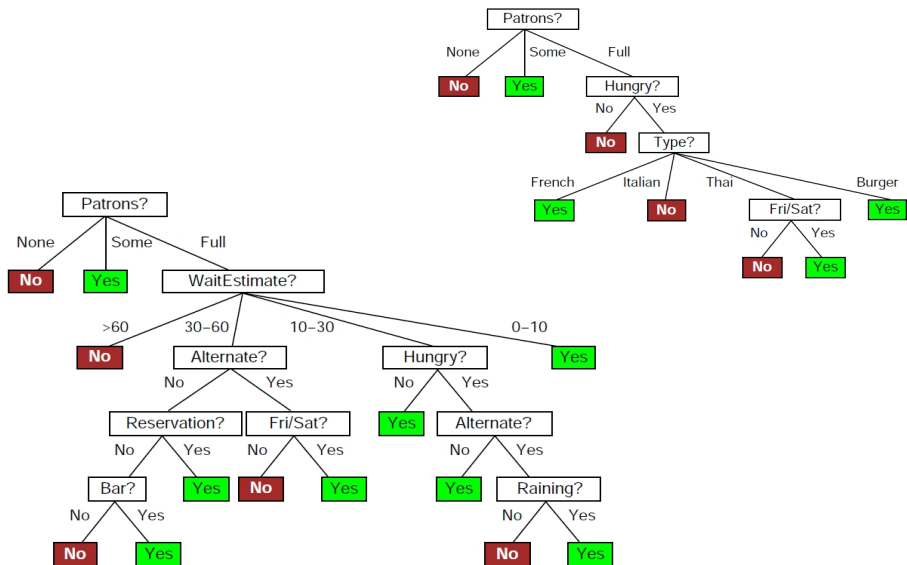 Patrons?
None Some Full
No Yes Hungry?
No Yes
No Type?
French Italian Thai Burger
Yes No Fri/Sat? Yes
No Yes
No Yes
Patrons?
None Some Full
No Yes WaitEstimate?
>60 30–60 10–30 0–10
No Alternate? Hungry? Yes
No Yes No Yes
Reservation? Fri/Sat? Yes Alternate?
No Yes No Yes No Yes
Bar? Yes No Yes Yes Raining?
No Yes No Yes
No Yes No Yes